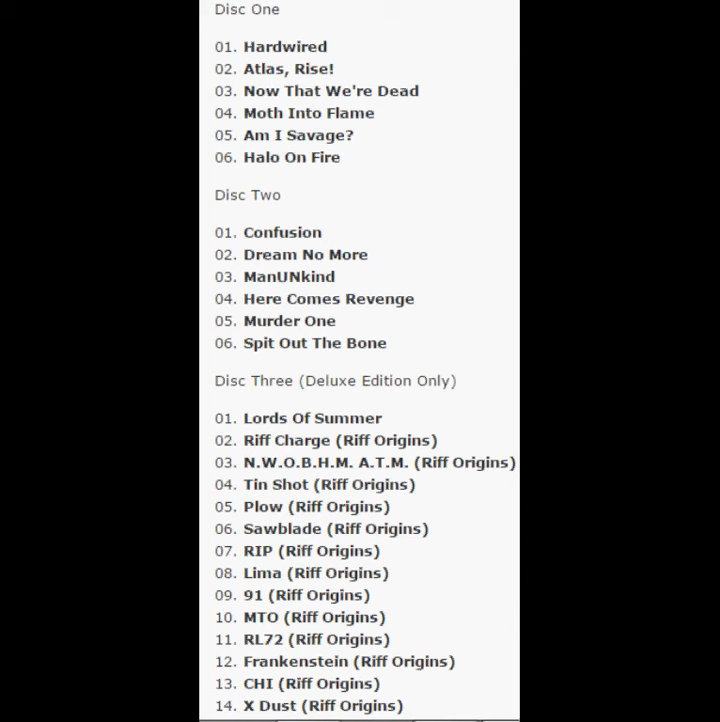 Disc One
01. Hardwired
02. Atlas, Rise!
03. Now That We're Dead
04. Moth Into Flame
05. Am I Savage?
06. Halo On Fire
Disc Two
01. Confusion
02. Dream No More
03. ManUNkind
04. Here Comes Revenge
05. Murder One
06. Spit Out The Bone
Disc Three (Deluxe Edition Only)
01. Lords Of Summer
02. Riff Charge (Riff Origins)
03. N.W.O.B.H.M. A.T.M. (Riff Origins)
04. Tin Shot (Riff Origins)
05. Plow (Riff Origins)
06. Sawblade (Riff Origins)
07. RIP (Riff Origins)
08. Lima (Riff Origins)
09. 91 (Riff Origins)
10. MTO (Riff Origins)
11. RL72 (Riff Origins)
12. Frankenstein (Riff Origins)
13. CHI (Riff Origins)
14. X Dust (Riff Origins)